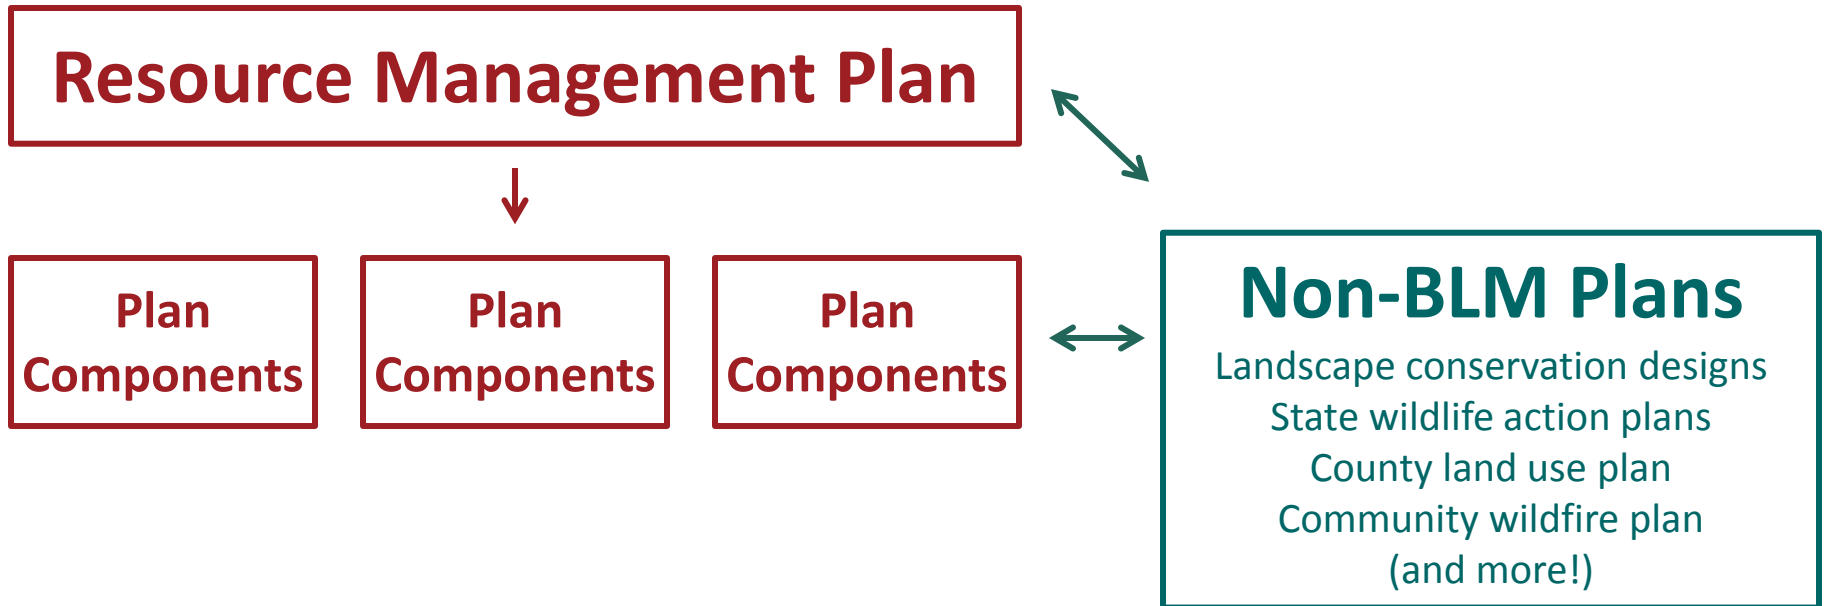 Resource Management Plan
Plan
Components
Plan
Components
Plan
Components
Non-BLM Plans
Landscape conservation designs
State wildlife action plans
County land use plan
Community wildfire plan
(and more!)